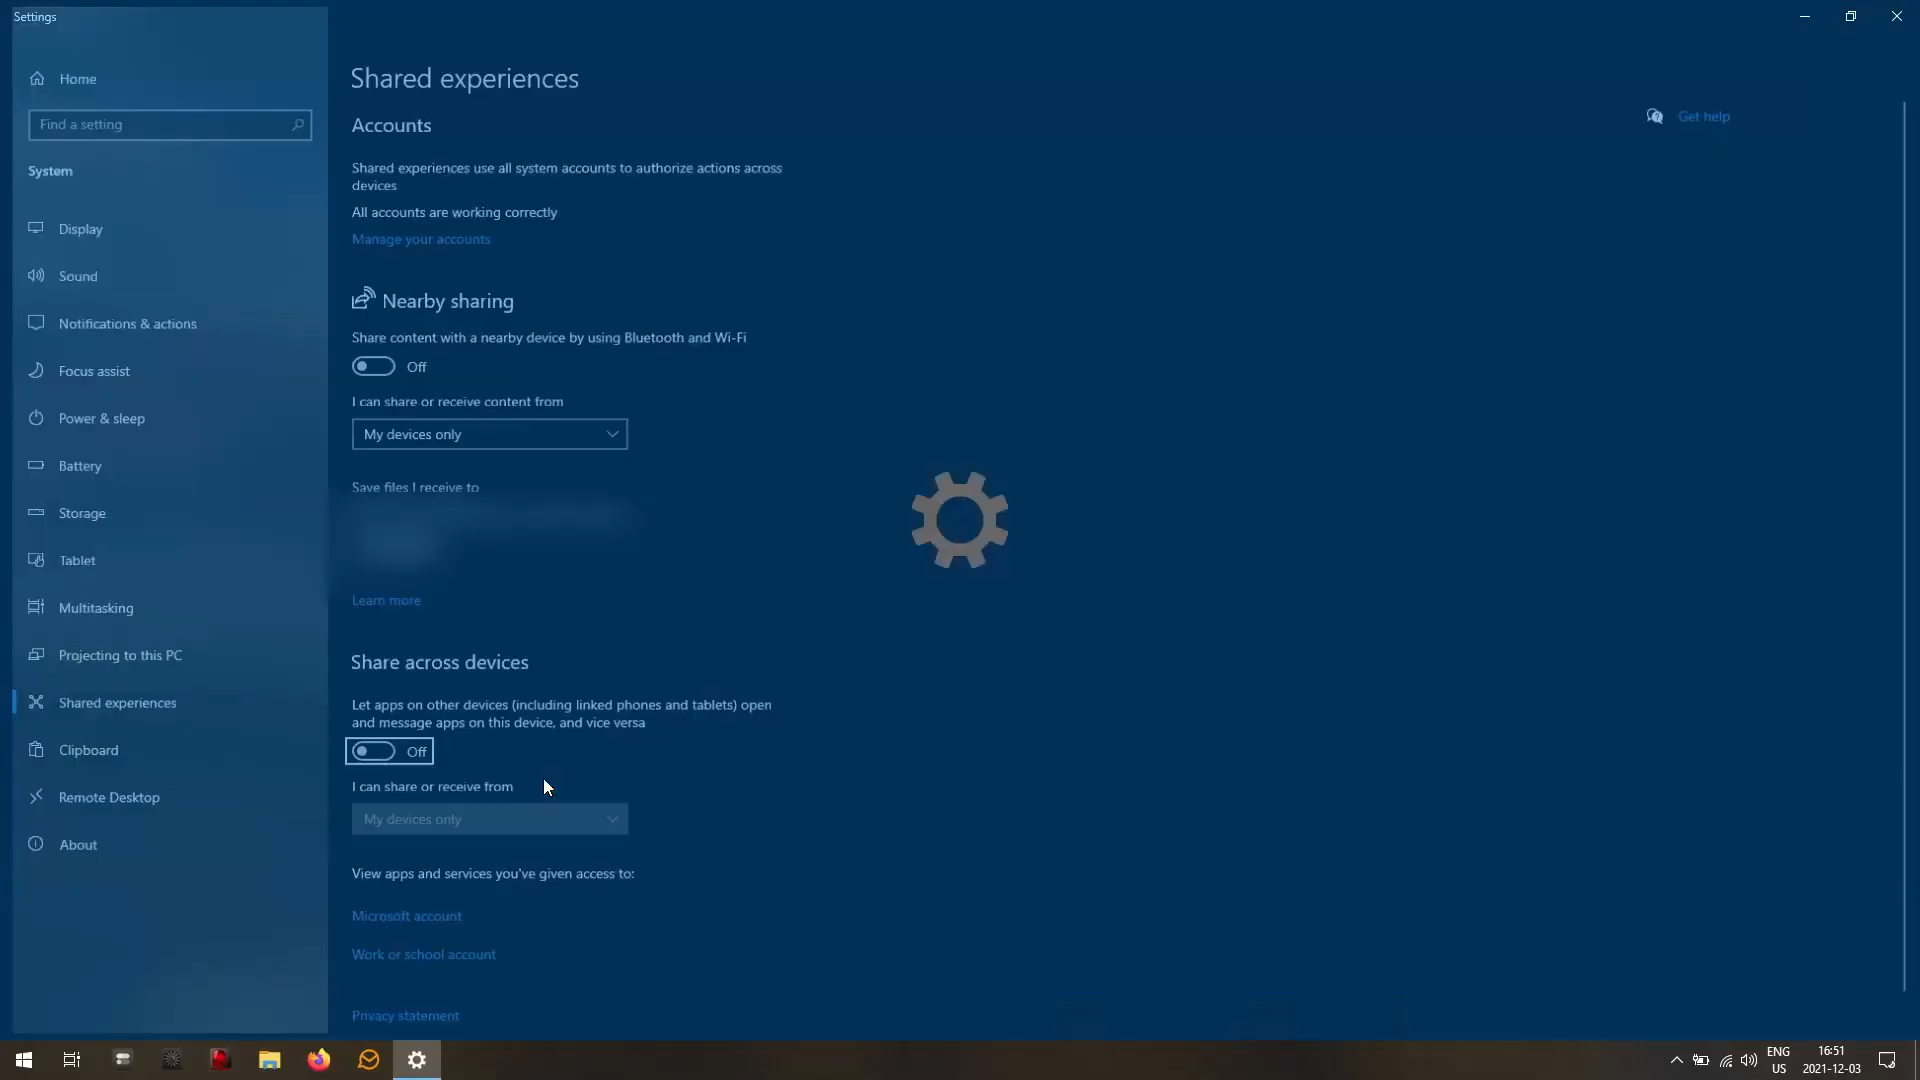 Settings
Home
Find a setting
System
Display
Sound
Notifications & actions
Focus assist
Power & sleep
Battery
Storage
Tablet
Multitasking
Projecting to this PC
Shared experiences
Clipboard
Remote Desktop
About
Shared experiences
Accounts
Shared experiences use all system accounts to authorize actions across
devices
All accounts are working correctly
Manage your accounts
Nearby sharing
Share content with a nearby device by using Bluetooth and Wi-Fi
Off
I can share or receive content from
My devices only
Save files I receive to
Learn more
Share across devices
Let apps on other devices (including linked phones and tablets) open
and message apps on this device, and vice versa
Off
I can share or receive from
My devices only
View apps and services you've given access to:
Microsoft account
Work or school account
Privacy statement
Get help
ENG
US
16:51
2021-12-03